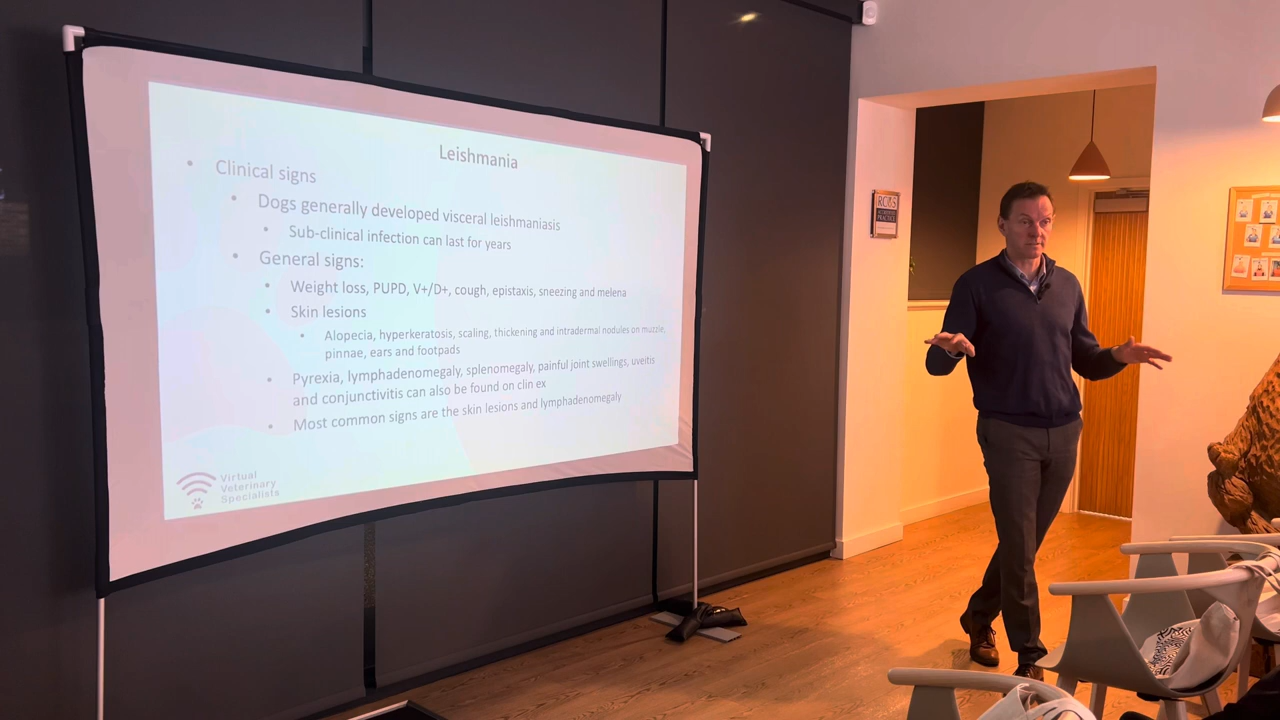 Leishmania
• Clinical signs
• Dogs generally developed visceral leishmaniasis
• Sub-clinical infection can last for years
• General signs:
• Weight loss, PUPD, V+/D+, cough, epistaxis, sneezing and melena
• Skin lesions
• Alopecia, hyperkeratosis, scaling, thickening and intradermal nodules on muzzle,
pinnae, ears and footpads
• Pyrexia, lymphadenomegaly, splenomegaly, painful joint swellings, uveitis
and conjunctivitis can also be found on clin ex
• Most common signs are the skin lesions and lymphadenomegaly
Virtual
Veterinary
Specialists
RCVS
ACCREDITED
PRACTICE